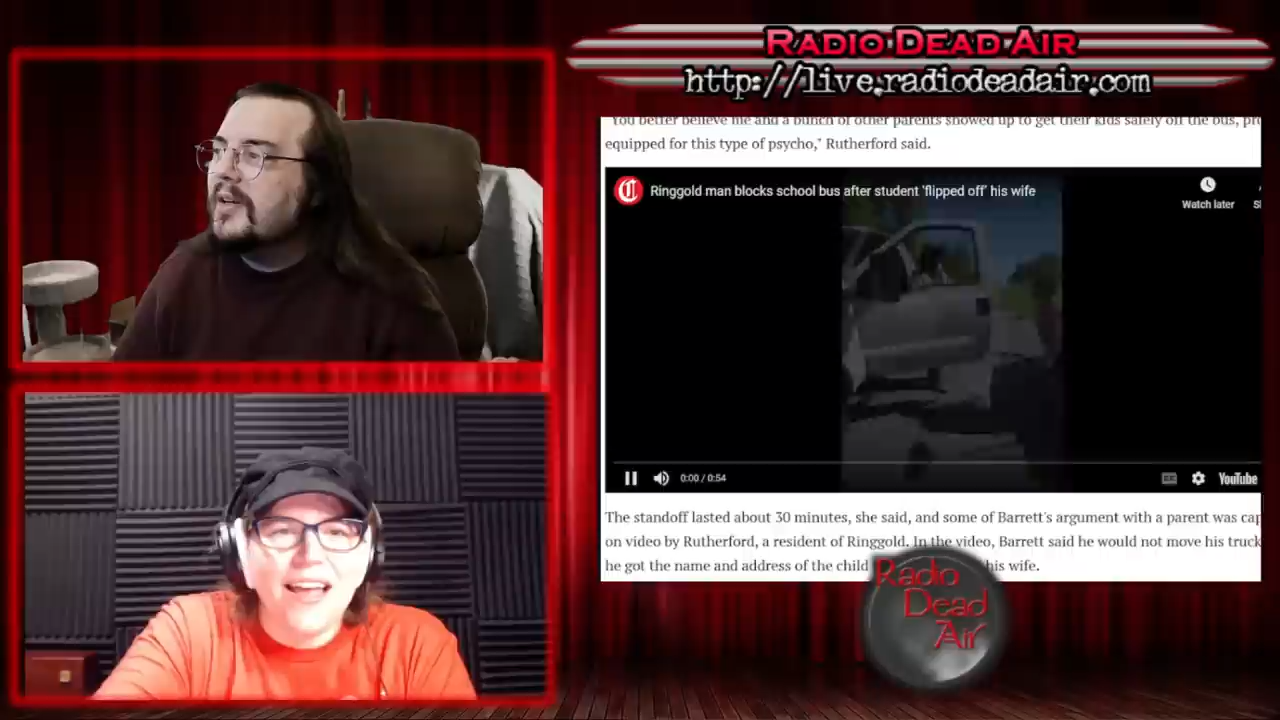 Radio Dead Air
http://live.radiodeadair.com
"You better believe me and a bunch of other parents showed up to get their kids safely off the bus,
equipped for this type of psycho," Rutherford said.
Ringgold man blocks school bus after student 'flipped off' his wife
Watch later
0:00 / 0:54
YouTube
The standoff lasted about 30 minutes, she said, and some of Barrett's argument with a parent was
on video by Rutherford, a resident of Ringgold. In the video, Barrett said he would not move his truck
he got the name and address of the child his wife.
Radio
Dead
Air